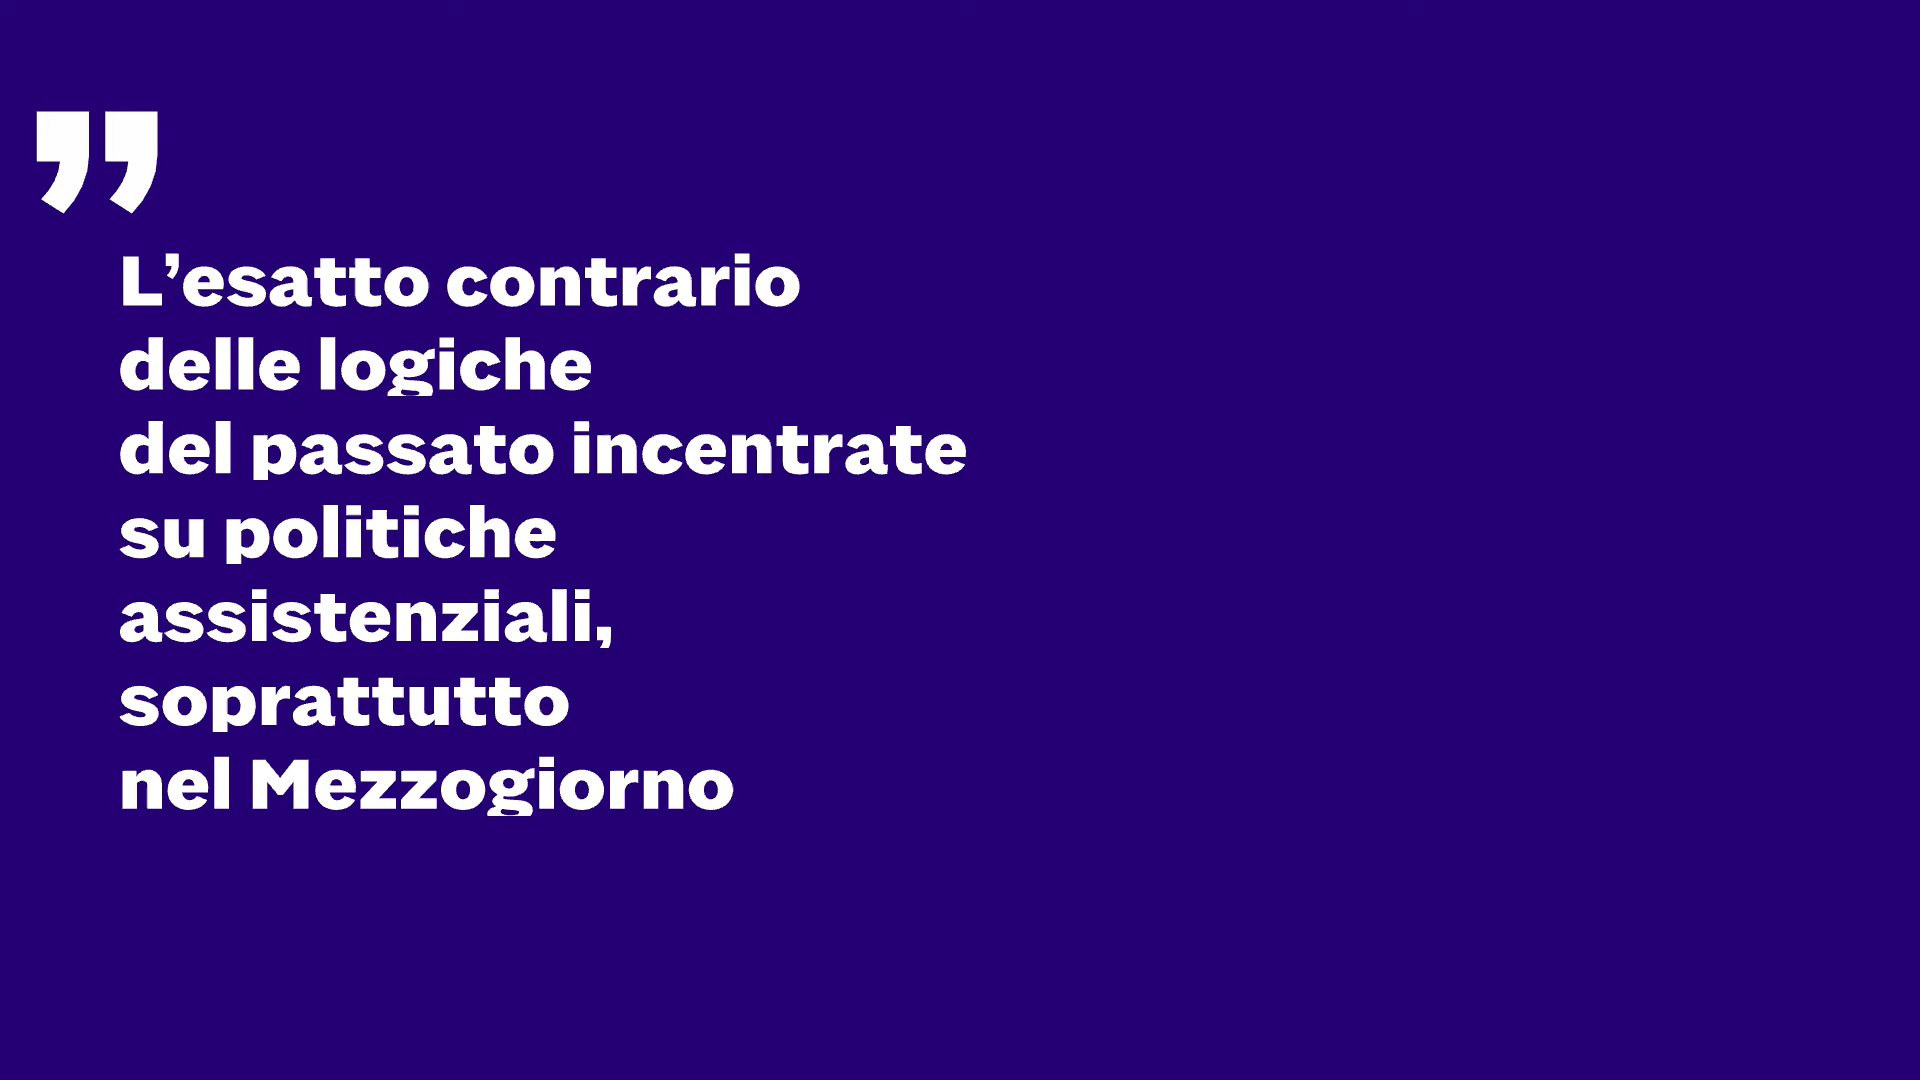 ”
L’esatto contrario
delle logiche
del passato incentrate
su politiche
assistenziali,
soprattutto
nel Mezzogiorno